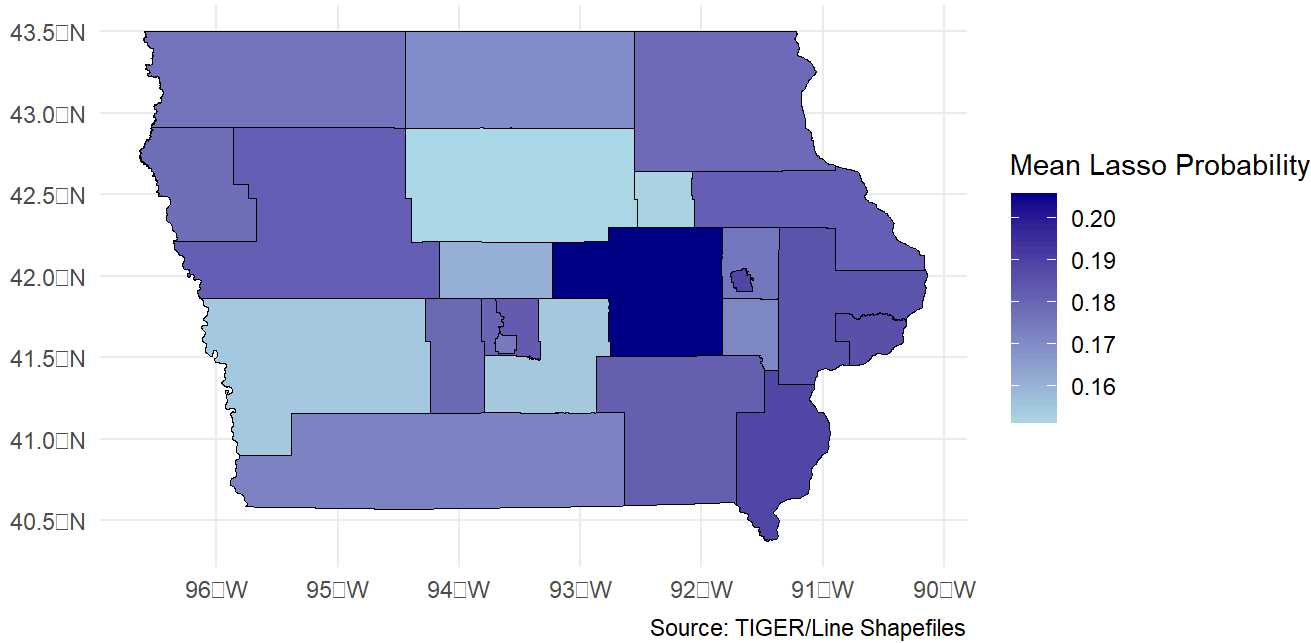 43.5□N
43.0□N
42.5□N
42.0□N
41.5□N
41.0□N
40.5□N
96□W 95□W 94□W 93□W 92□W 91□W 90□W
Mean Lasso Probability
0.20
0.19
0.18
0.17
0.16
Source: TIGER/Line Shapefiles